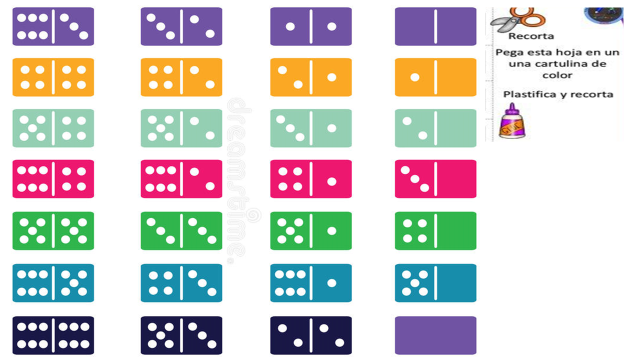 Recorta
Pega esta hoja en un
una cartulina de
color
Plastifica y recorta
dreamstime.